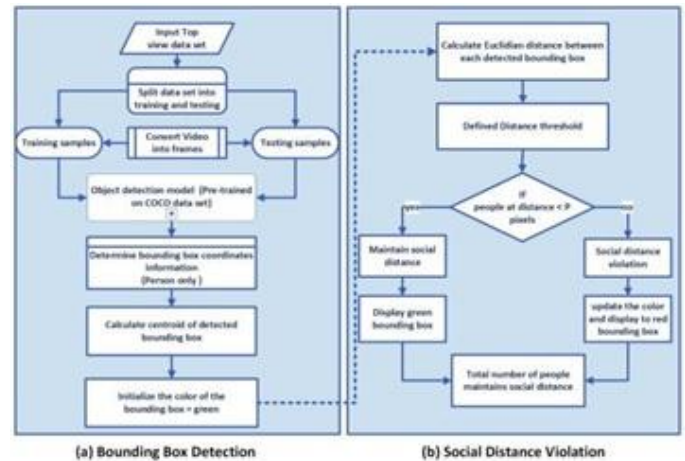 Input Top
view data set
Split data set into
training and testing
Training samples
Convert Video
into frames
Testing samples
Object detection model (Pre-trained
on COCO data set)
Determine bounding box coordinates
information
(Person only )
Calculate centroid of detected
bounding box
Initialize the color of the
bounding box = green
(a) Bounding Box Detection
Calculate Euclidian distance between
each detected bounding box
Defined Distance threshold
If
people at distance < P
pixels
yes
no
Maintain social
distance
Social distance
violation
Display green
bounding box
update the color
and display to red
bounding box
Total number of people
maintains social distance
(b) Social Distance Violation